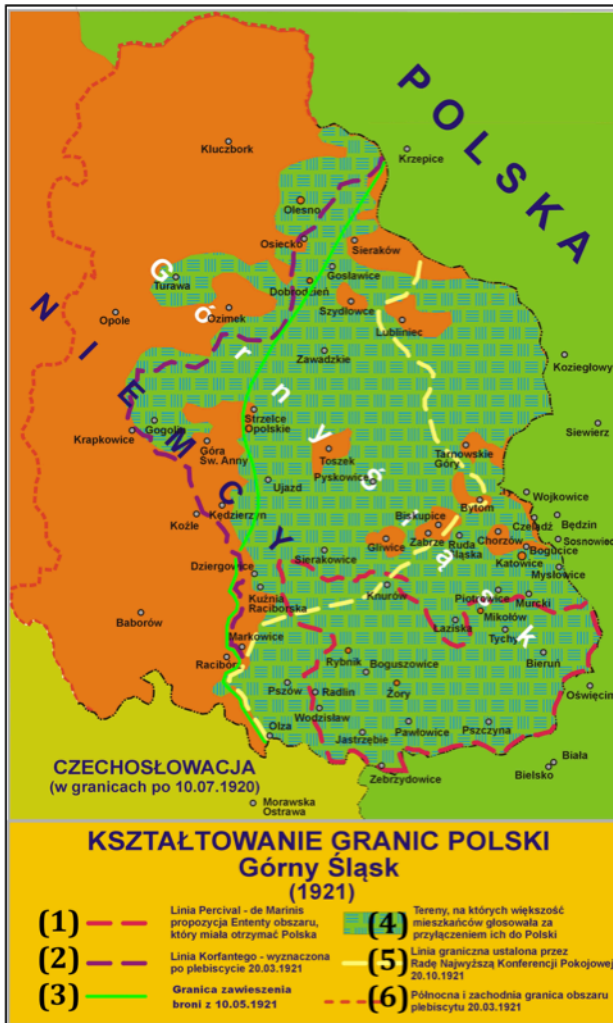 POLSKA
Kluczbork
Krzepice
Olesno
Osiecko
Sieraków
Gosławice
Turawa
Dobrodzień
Szydłowce
Ozimek
Opole
Lubliniec
NIEMCY
Górny Śląsk
Zawadzkie
Koziegłowy
Strzelce
Opolskie
Gogolin
Krapkowice
Góra
Św. Anny
Siewierz
Toszek
Tarnowskie
Góry
Pyskowice
Ujazd
Wojkowice
Bytom
Kędzierzyn
Koźle
Biskupice
Czeladź
Będzin
Gliwice
Zabrze
Ruda
Śląska
Chorzów
Sosnowiec
Bogucice
Sierakowice
Katowice
Dziergowice
Mysłowice
Kuźnia
Raciborska
Knurów
Piotrowice
Murcki
Baborów
Mikołów
Łaziska
Tychy
Markowice
Racibór
Rybnik
Boguszowice
Bieruń
Pszów
Radlin
Żory
Oświęcim
Wodzisław
Olza
Jastrzębie
Pawłowice
Pszczyna
CZECHOSŁOWACJA
(w granicach po 10.07.1920)
Zebrzydowice
Biała
Bielsko
Morawska
Ostrawa
KSZTAŁTOWANIE GRANIC POLSKI
Górny Śląsk
(1921)
(1) Linia Percival - de Marinis
propozycja Ententy obszaru,
który miała otrzymać Polska
(2) Linia Korfantego - wyznaczona
po plebiscycie 20.03.1921
(3) Granica zawieszenia
broni z 10.05.1921
(4) Tereny, na których większość
mieszkańców głosowała za
przyłączeniem ich do Polski
(5) Linia graniczna ustalona przez
Radę Najwyższą Konferencji Pokojowej
20.10.1921
(6) Północna i zachodnia granica obszaru
plebiscytu 20.03.1921